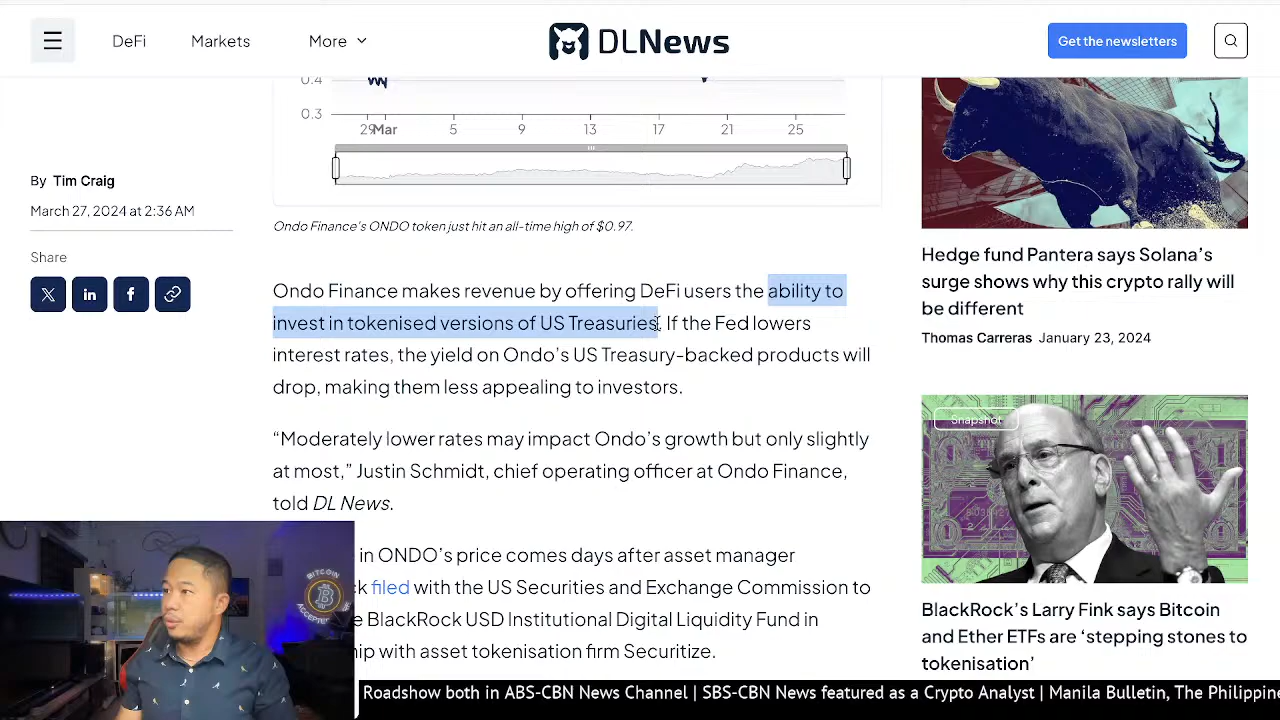 DeFi
Markets
More
DLNews
Get the newsletters
0.4
0.3
29
Mar
5
9
13
17
21
25
By Tim Craig
March 27, 2024 at 2:36 AM
Share
X
in
f
Ondo Finance's ONDO token just hit an all-time high of $0.97.
Ondo Finance makes revenue by offering DeFi users the ability to
invest in tokenised versions of US Treasuries. If the Fed lowers
interest rates, the yield on Ondo's US Treasury-backed products will
drop, making them less appealing to investors.
“Moderately lower rates may impact Ondo's growth but only slightly
at most,” Justin Schmidt, chief operating officer at Ondo Finance,
told DL News.
in ONDO's price comes days after asset manager
k filed with the US Securities and Exchange Commission to
e BlackRock USD Institutional Digital Liquidity Fund in
hip with asset tokenisation firm Securitize.
Hedge fund Pantera says Solana's
surge shows why this crypto rally will
be different
Thomas Carreras January 23, 2024
Snapshot
BlackRock's Larry Fink says Bitcoin
and Ether ETFs are ‘stepping stones to
tokenisation’
BITCOIN
ACCEPTED
Roadshow both in ABS-CBN News Channel | SBS-CBN News featured as a Crypto Analyst | Manila Bulletin, The Philippine